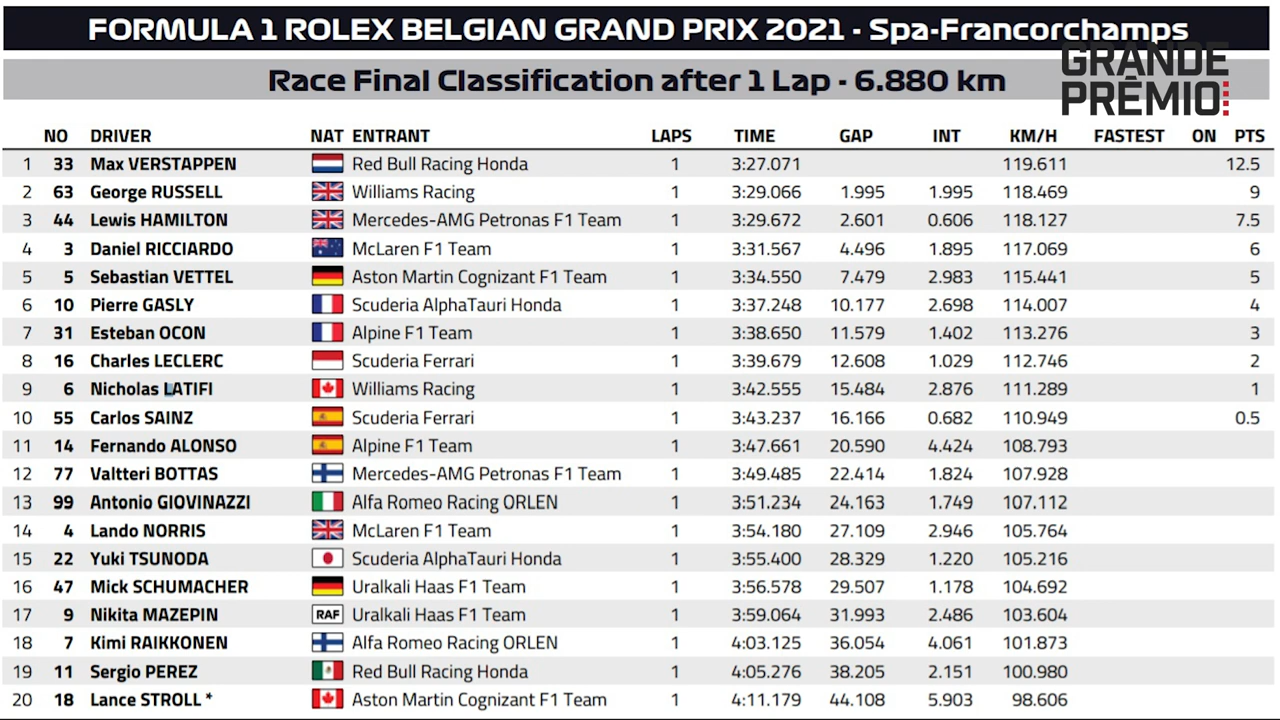 FORMULA 1 ROLEX BELGIAN GRAND PRIX 2021 - Spa-Francorchamps
GRANDE
PRÊMIO
Race Final Classification after 1 Lap - 6.880 km
NO DRIVER NAT ENTRANT LAPS TIME GAP INT KM/H FASTEST ON PTS
1 33 Max VERSTAPPEN Red Bull Racing Honda 1 3:27.071 119.611 12.5
2 63 George RUSSELL Williams Racing 1 3:29.066 1.995 1.995 118.469 9
3 44 Lewis HAMILTON Mercedes-AMG Petronas F1 Team 1 3:29.672 2.601 0.606 118.127 7.5
4 3 Daniel RICCIARDO McLaren F1 Team 1 3:31.567 4.496 1.895 117.069 6
5 5 Sebastian VETTEL Aston Martin Cognizant F1 Team 1 3:34.550 7.479 2.983 115.441 5
6 10 Pierre GASLY Scuderia AlphaTauri Honda 1 3:37.248 10.177 2.698 114.007 4
7 31 Esteban OCON Alpine F1 Team 1 3:38.650 11.579 1.402 113.276 3
8 16 Charles LECLERC Scuderia Ferrari 1 3:39.679 12.608 1.029 112.746 2
9 6 Nicholas LATIFI Williams Racing 1 3:42.555 15.484 2.876 111.289 1
10 55 Carlos SAINZ Scuderia Ferrari 1 3:43.237 16.166 0.682 110.949 0.5
11 14 Fernando ALONSO Alpine F1 Team 1 3:47.661 20.590 4.424 108.793
12 77 Valtteri BOTTAS Mercedes-AMG Petronas F1 Team 1 3:49.485 22.414 1.824 107.928
13 99 Antonio GIOVINAZZI Alfa Romeo Racing ORLEN 1 3:51.234 24.163 1.749 107.112
14 4 Lando NORRIS McLaren F1 Team 1 3:54.180 27.109 2.946 105.764
15 22 Yuki TSUNODA Scuderia AlphaTauri Honda 1 3:55.400 28.329 1.220 105.216
16 47 Mick SCHUMACHER Uralkali Haas F1 Team 1 3:56.578 29.507 1.178 104.692
17 9 Nikita MAZEPIN RAF Uralkali Haas F1 Team 1 3:59.064 31.993 2.486 103.604
18 7 Kimi RAIKKONEN Alfa Romeo Racing ORLEN 1 4:03.125 36.054 4.061 101.873
19 11 Sergio PEREZ Red Bull Racing Honda 1 4:05.276 38.205 2.151 100.980
20 18 Lance STROLL * Aston Martin Cognizant F1 Team 1 4:11.179 44.108 5.903 98.606